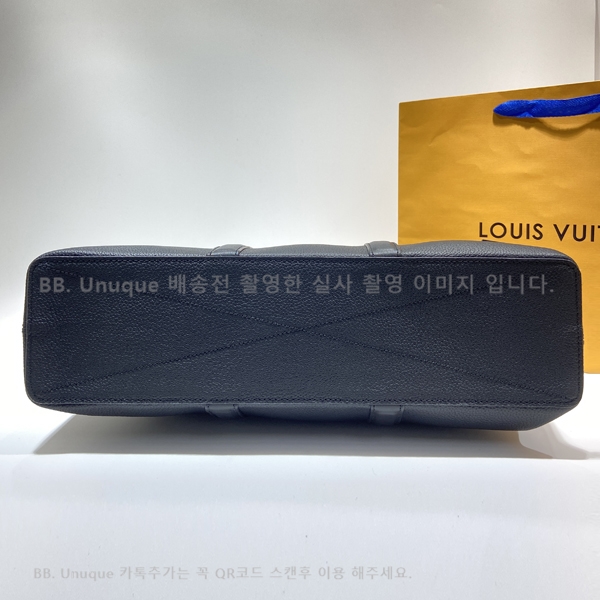 LOUIS VUIT
BB. Unuque 배송전 촬영한 실사 촬영 이미지 입니다.
BB. Unuque 카톡추가는 꼭 QR코드 스캔후 이용 해주세요.